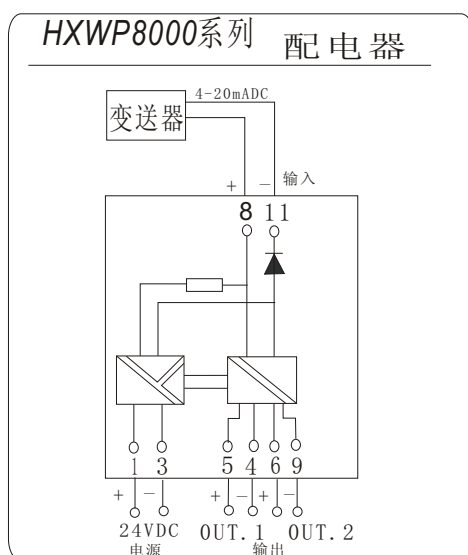 HXWP8000系列 配电器
4-20mADC
变送器
+ − 输入
8 11
1 3 5 4 6 9
+ − + − + −
24VDC OUT.1 OUT.2
电源 输出